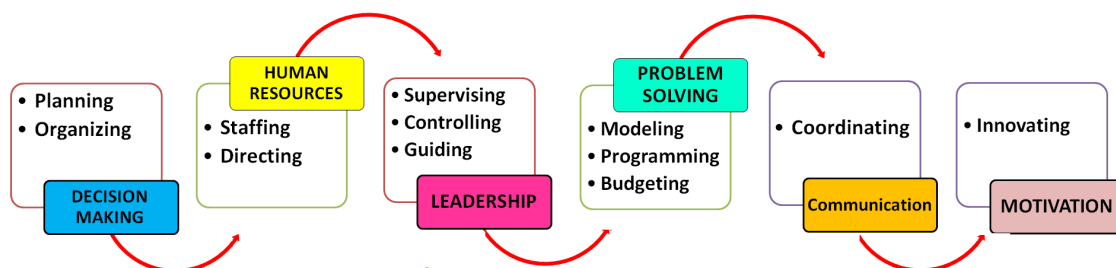 • Planning
• Organizing
DECISION
MAKING
HUMAN
RESOURCES
• Staffing
• Directing
• Supervising
• Controlling
• Guiding
LEADERSHIP
PROBLEM
SOLVING
• Modeling
• Programming
• Budgeting
• Coordinating
Communication
• Innovating
MOTIVATION